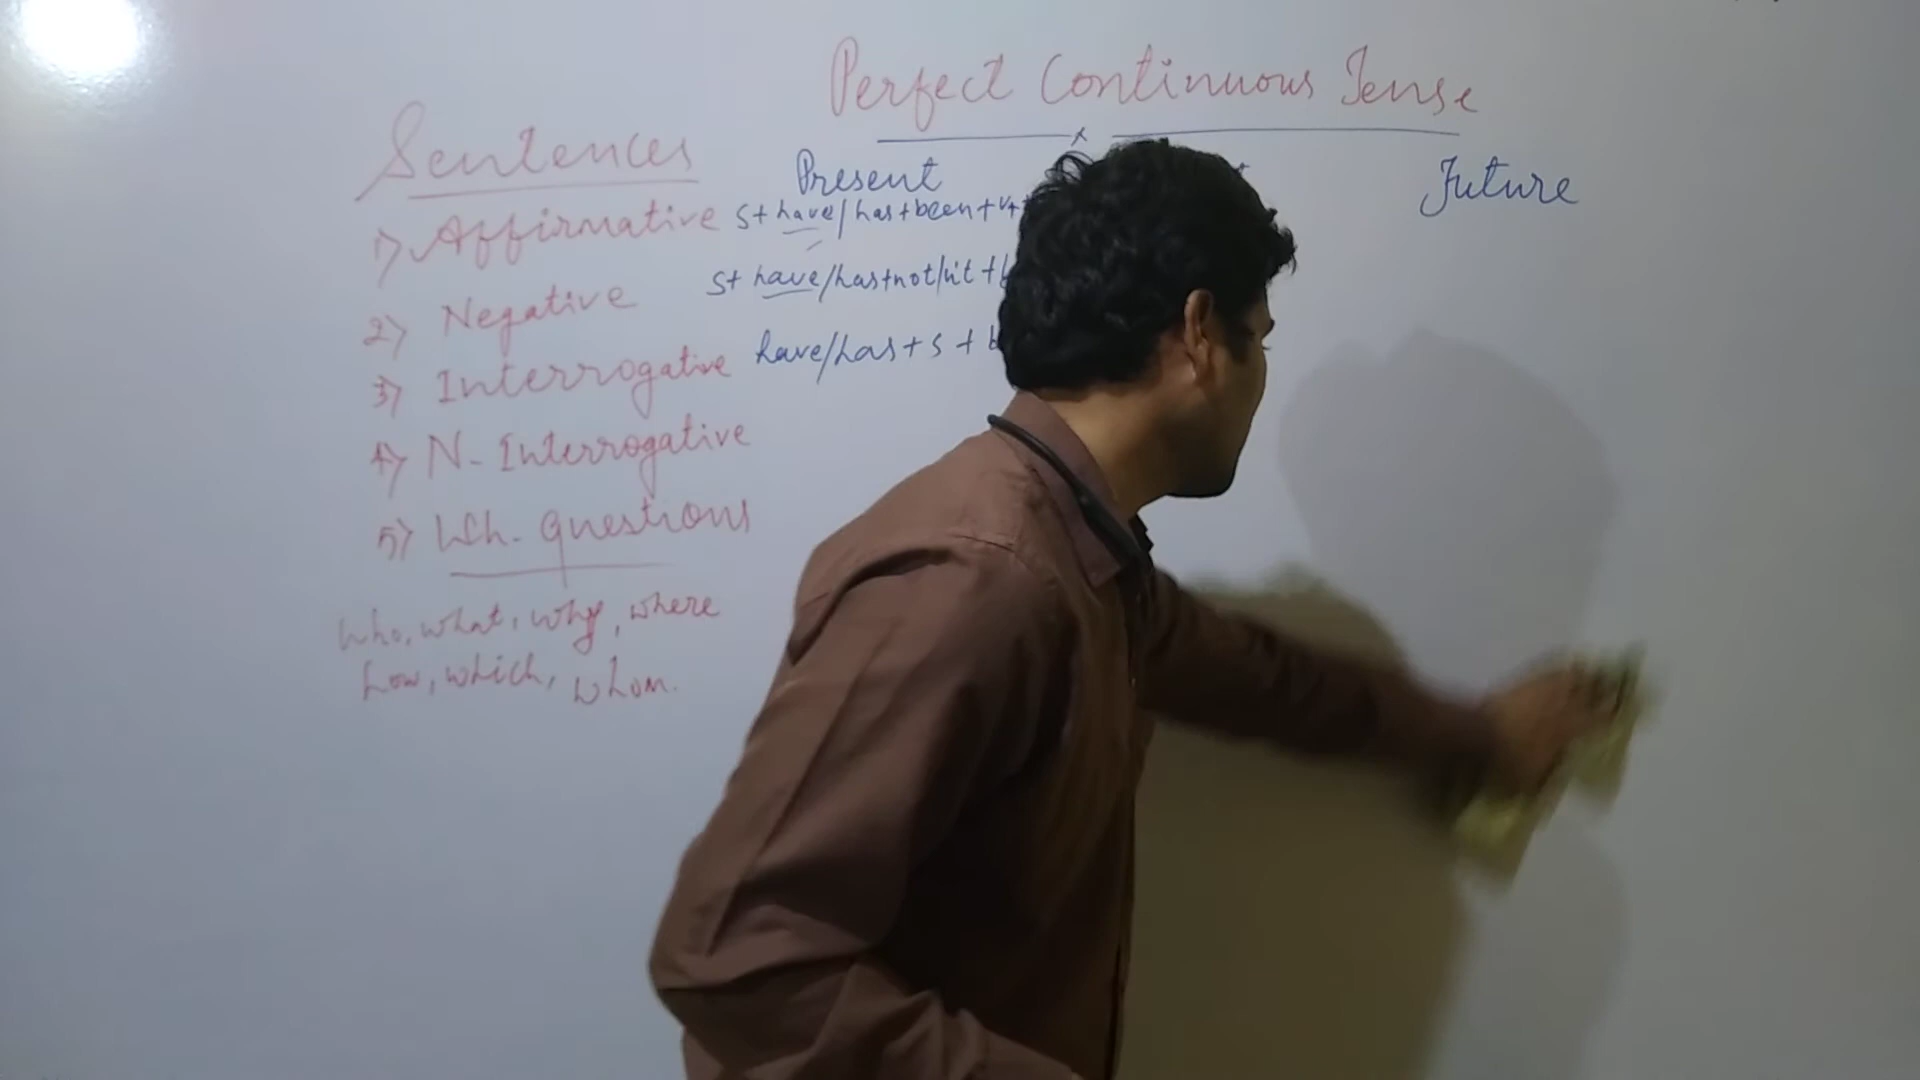 Perfect Continuous Tense
Sentences
Present
Future
1) Affirmative
S + have/has + been + V4
2) Negative
S + have/has + not/n't +
3) Interrogative
have/has + S + b
4) N. Interrogative
5) Wh. Questions
Who, what, why, where
how, which, whom.